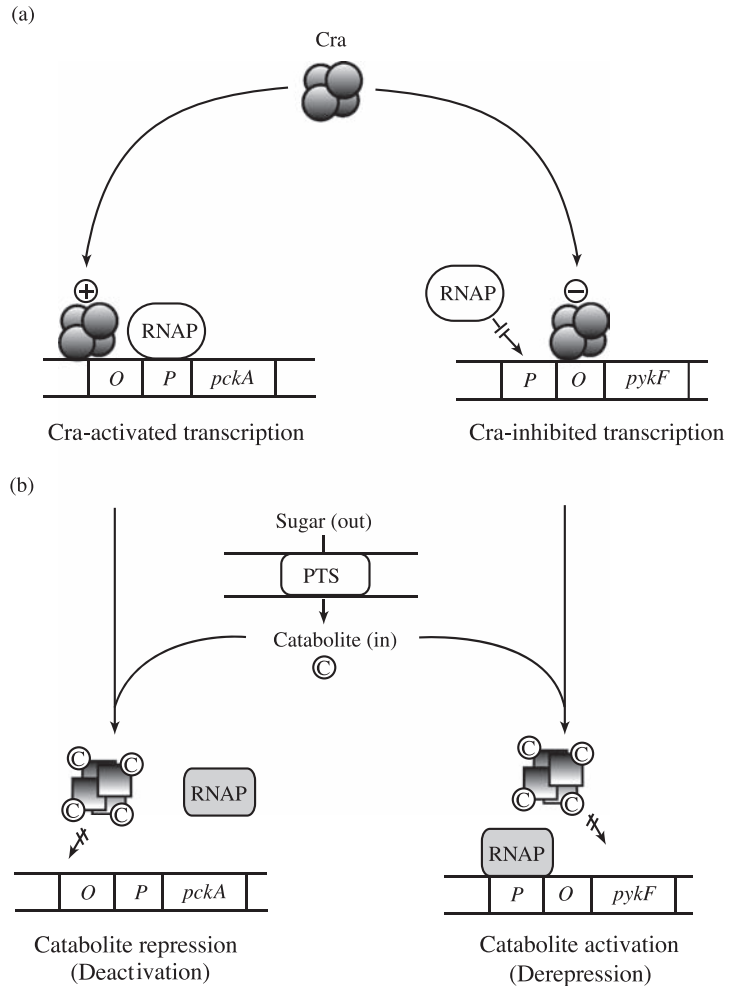 (a)
Cra
+
−
RNAP
RNAP
O P pckA
P O pykF
Cra-activated transcription
Cra-inhibited transcription
(b)
Sugar (out)
PTS
Catabolite (in)
C
C C
C C
RNAP
C C
C C
RNAP
O P pckA
P O pykF
Catabolite repression
(Deactivation)
Catabolite activation
(Derepression)